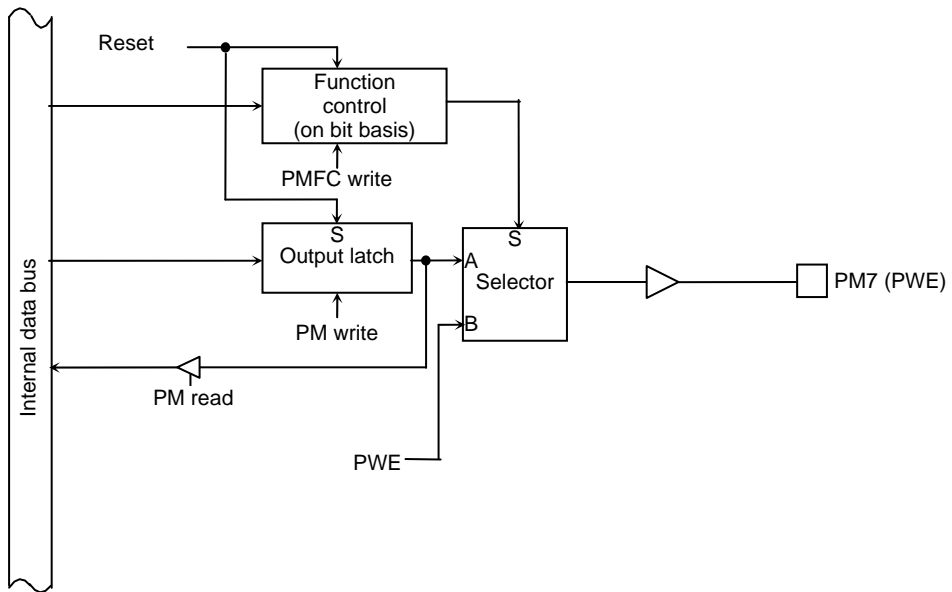 Reset
Function
control
(on bit basis)
PMFC write
S
Output latch
PM write
S
A
Selector
B
PM7 (PWE)
PM read
PWE
Internal data bus